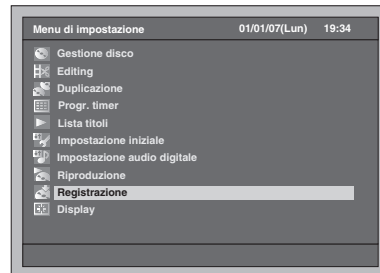 Menu di impostazione 01/01/07(Lun) 19:34
Gestione disco
Editing
Duplicazione
Progr. timer
Lista titoli
Impostazione iniziale
Impostazione audio digitale
Riproduzione
Registrazione
Display